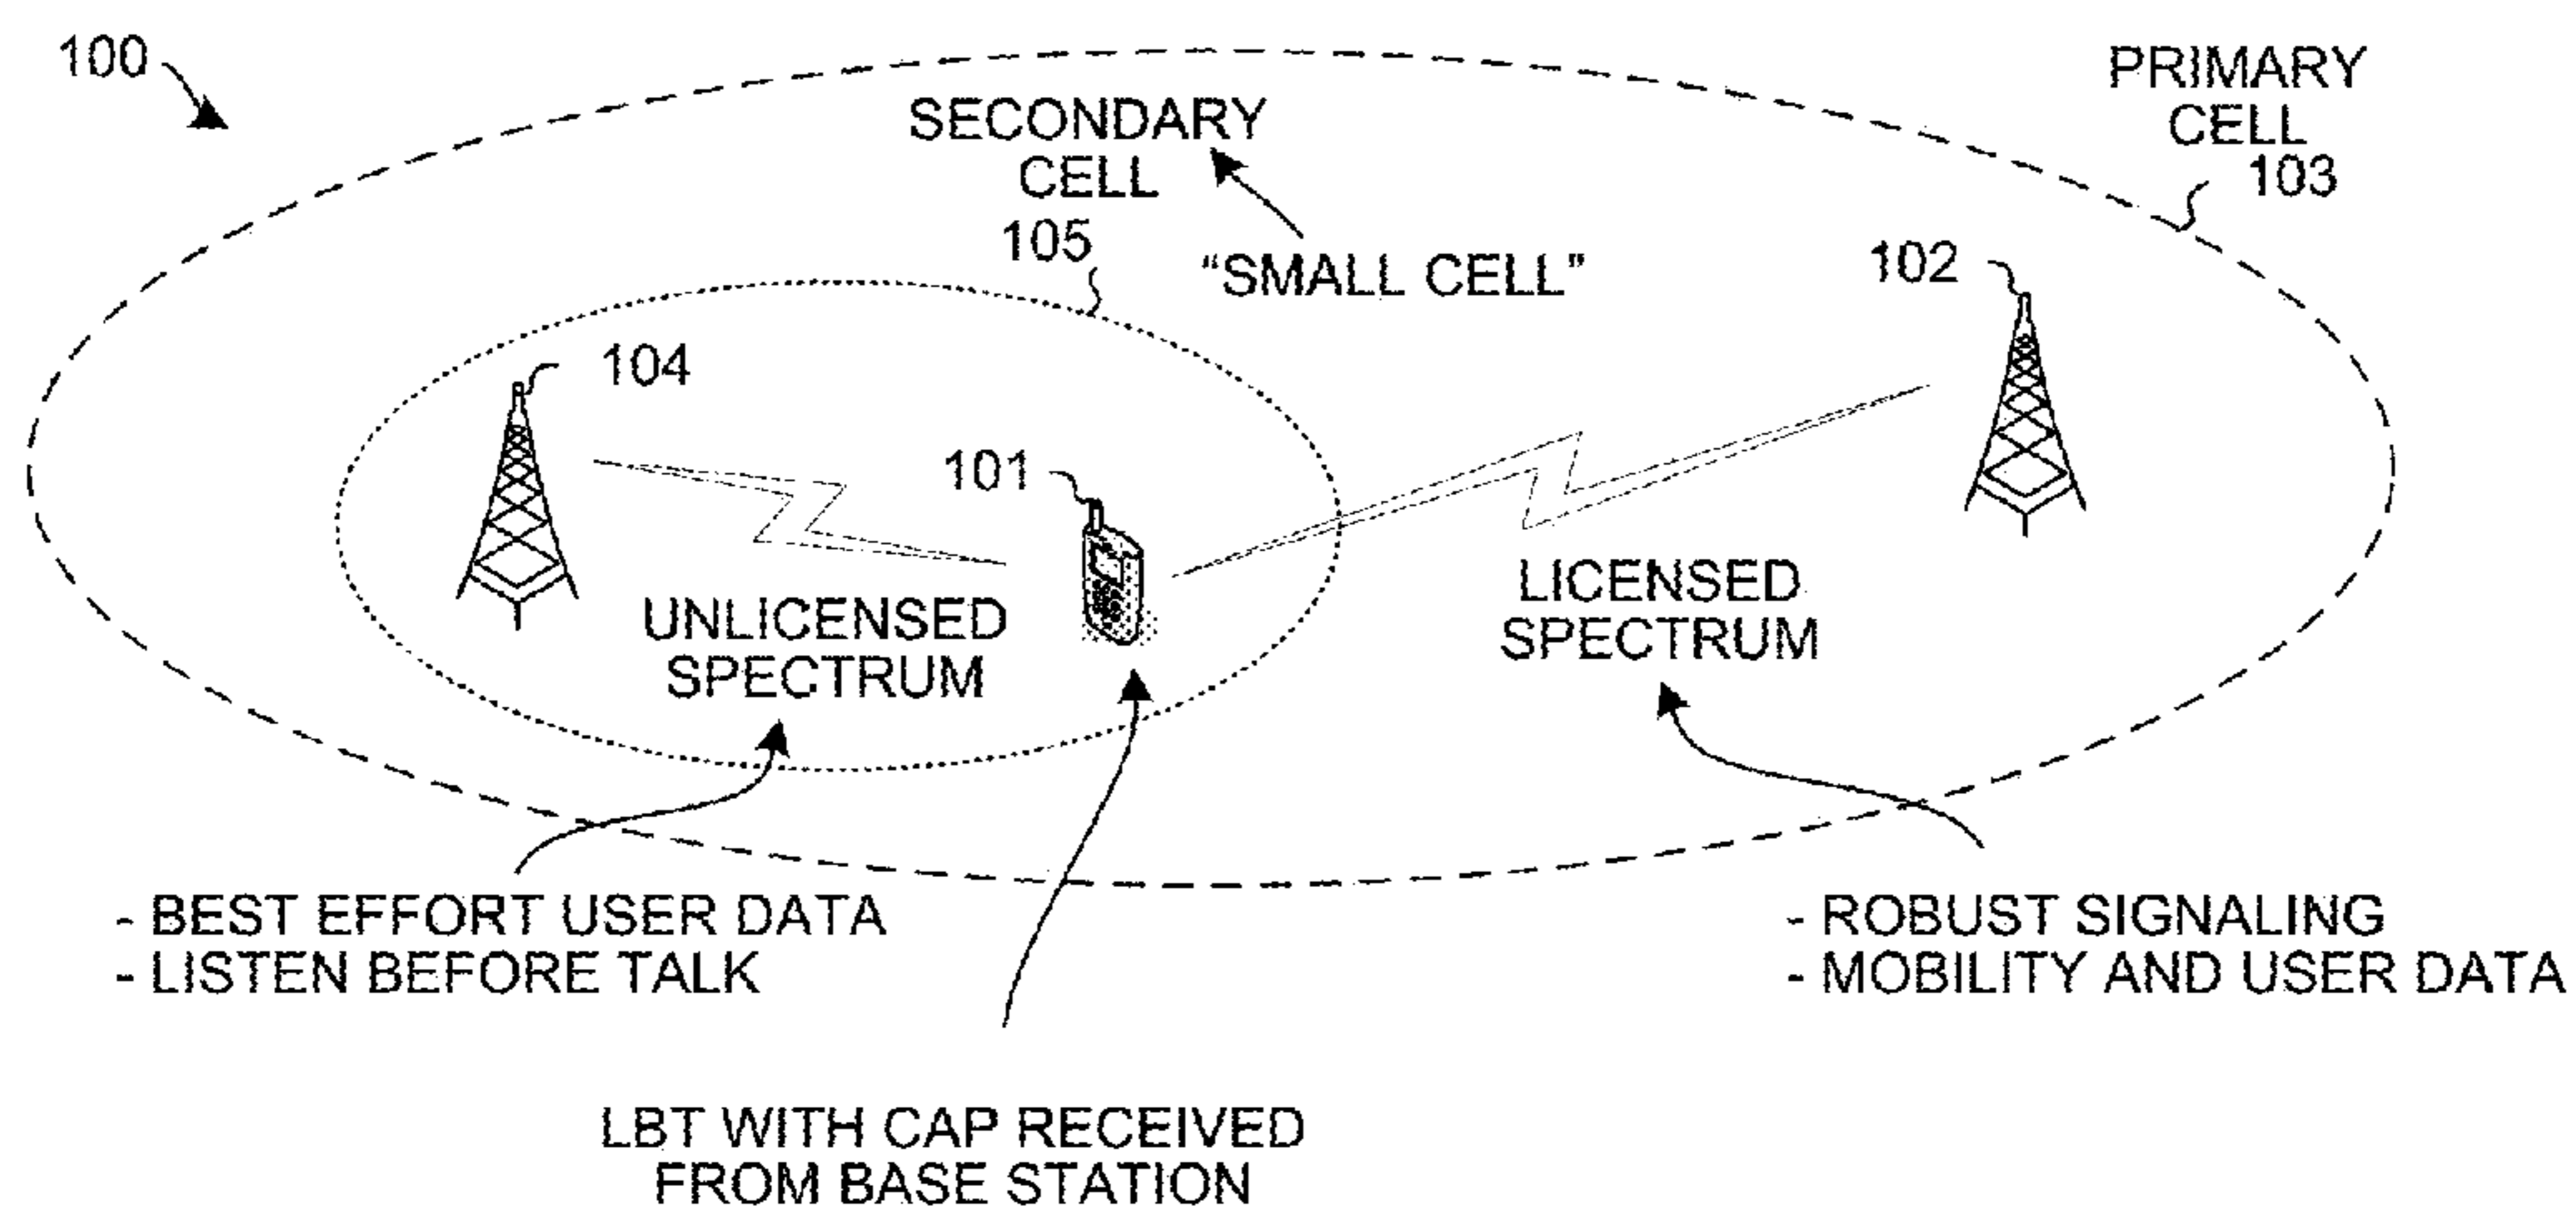 100
PRIMARY
CELL
103
SECONDARY
CELL
105
"SMALL CELL"
102
104
101
UNLICENSED
SPECTRUM
LICENSED
SPECTRUM
- BEST EFFORT USER DATA
- LISTEN BEFORE TALK
- ROBUST SIGNALING
- MOBILITY AND USER DATA
LBT WITH CAP RECEIVED
FROM BASE STATION